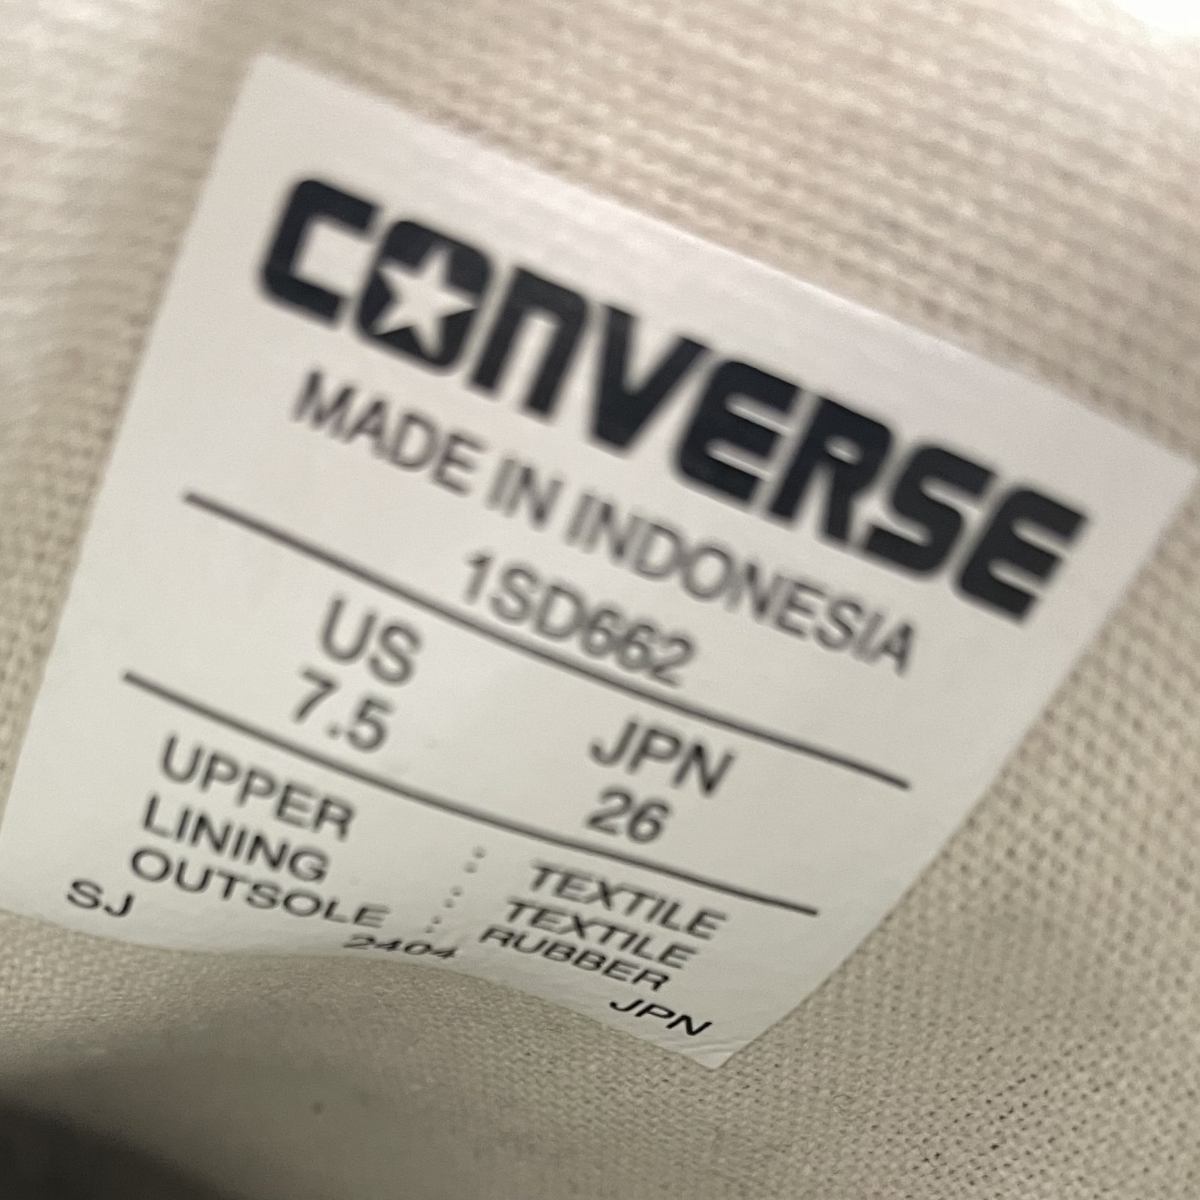 CONVERSE
MADE IN INDONESIA
1SD662
US JPN
7.5 26
UPPER : TEXTILE
LINING : TEXTILE
OUTSOLE : RUBBER
SJ 2404 JPN